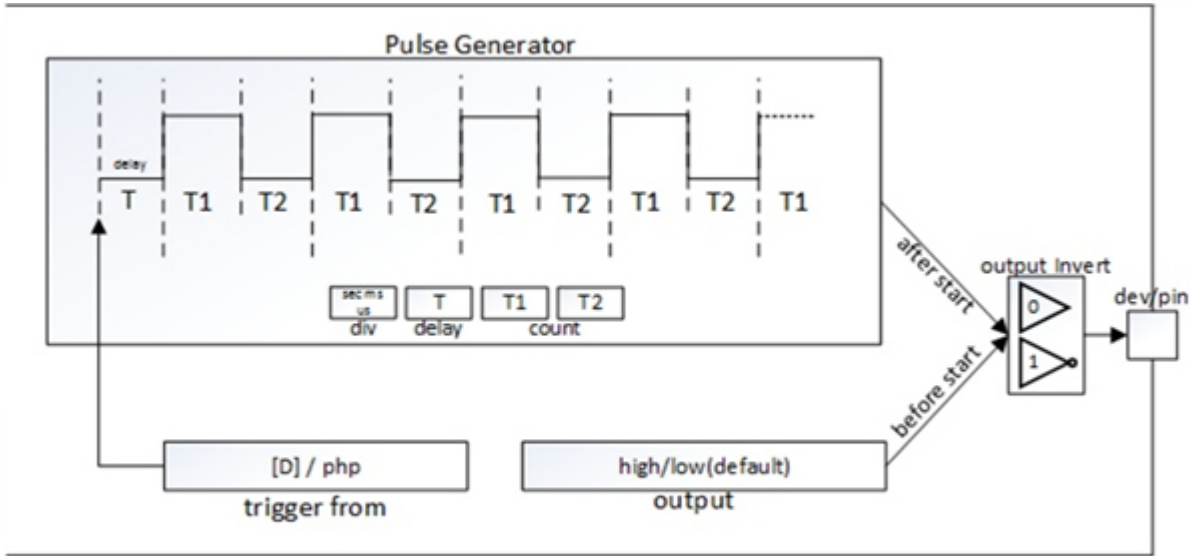 Pulse Generator
delay
T T1 T2 T1 T2 T1 T2 T1 T2 T1
sec ms
us
T
T1
T2
div
delay
count
after start
before start
output Invert
0
1
dev/pin
[D] / php
trigger from
high/low(default)
output